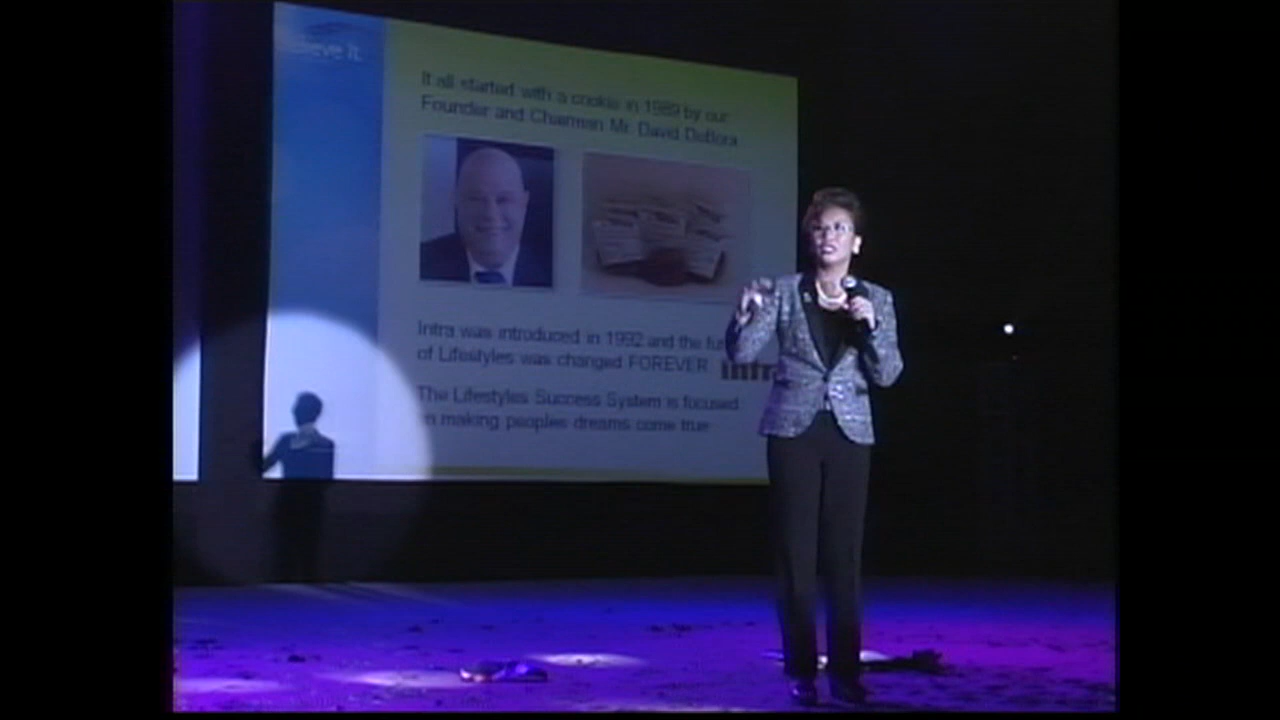 It.
It all started with a cookie in 1989 by our
Founder and Chairman Mr. David DeBora
Intra was introduced in 1992 and the fut
of Lifestyles was changed FOREVER
Intra
The Lifestyles Success System is focused
making peoples dreams come true